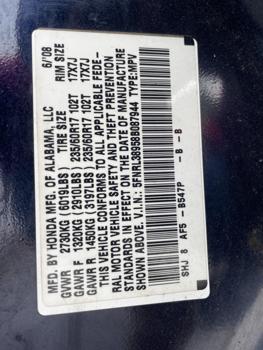 MFD. BY HONDA MFG. OF ALABAMA, LLC 6/'08
GVWR 2730KG (6019LBS) TIRE SIZE RIM SIZE
GAWR F 1320KG (2910LBS) 235/60R17 102T 17X7J
GAWR R 1450KG (3197LBS) 235/60R17 102T 17X7J
THIS VEHICLE CONFORMS TO ALL APPLICABLE FEDE-
RAL MOTOR VEHICLE SAFETY AND THEFT PREVENTION
STANDARDS IN EFFECT ON THE DATE OF MANUFACTURE
SHOWN ABOVE. V.I.N.: 5FNRL38958B087944 TYPE:MPV
SHJ 8 AF5 -B547P -B -B